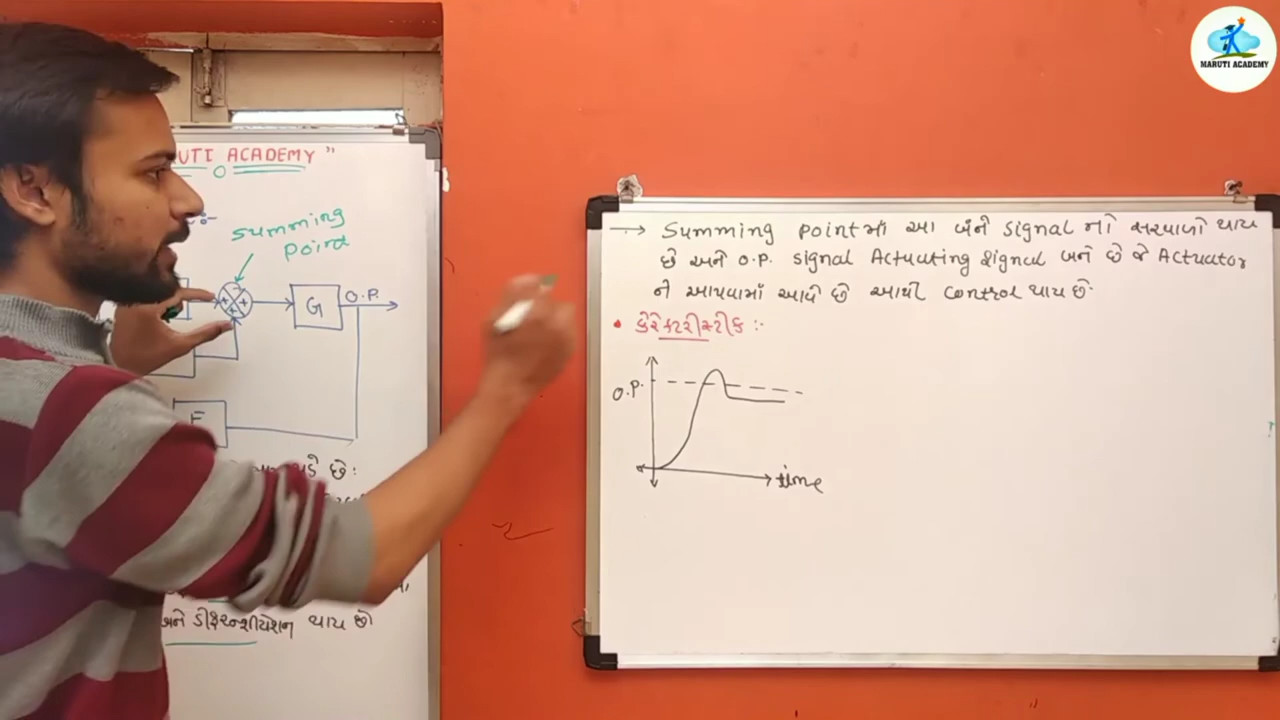 MARUTI ACADEMY
UTI ACADEMY"
summing
point
G
O.P.
F
છે:
અને ડીફરન્શીયેશન થાય છે
→ Summing pointમાં આ બંને signal નો સરવાળો થાય
છે અને O.P. signal Actuating signal બને છે જે Actuator
ને આપવામાં આવે છે આથી control થાય છે.
• કેરેક્ટરીસ્ટીક :-
O.P.
time